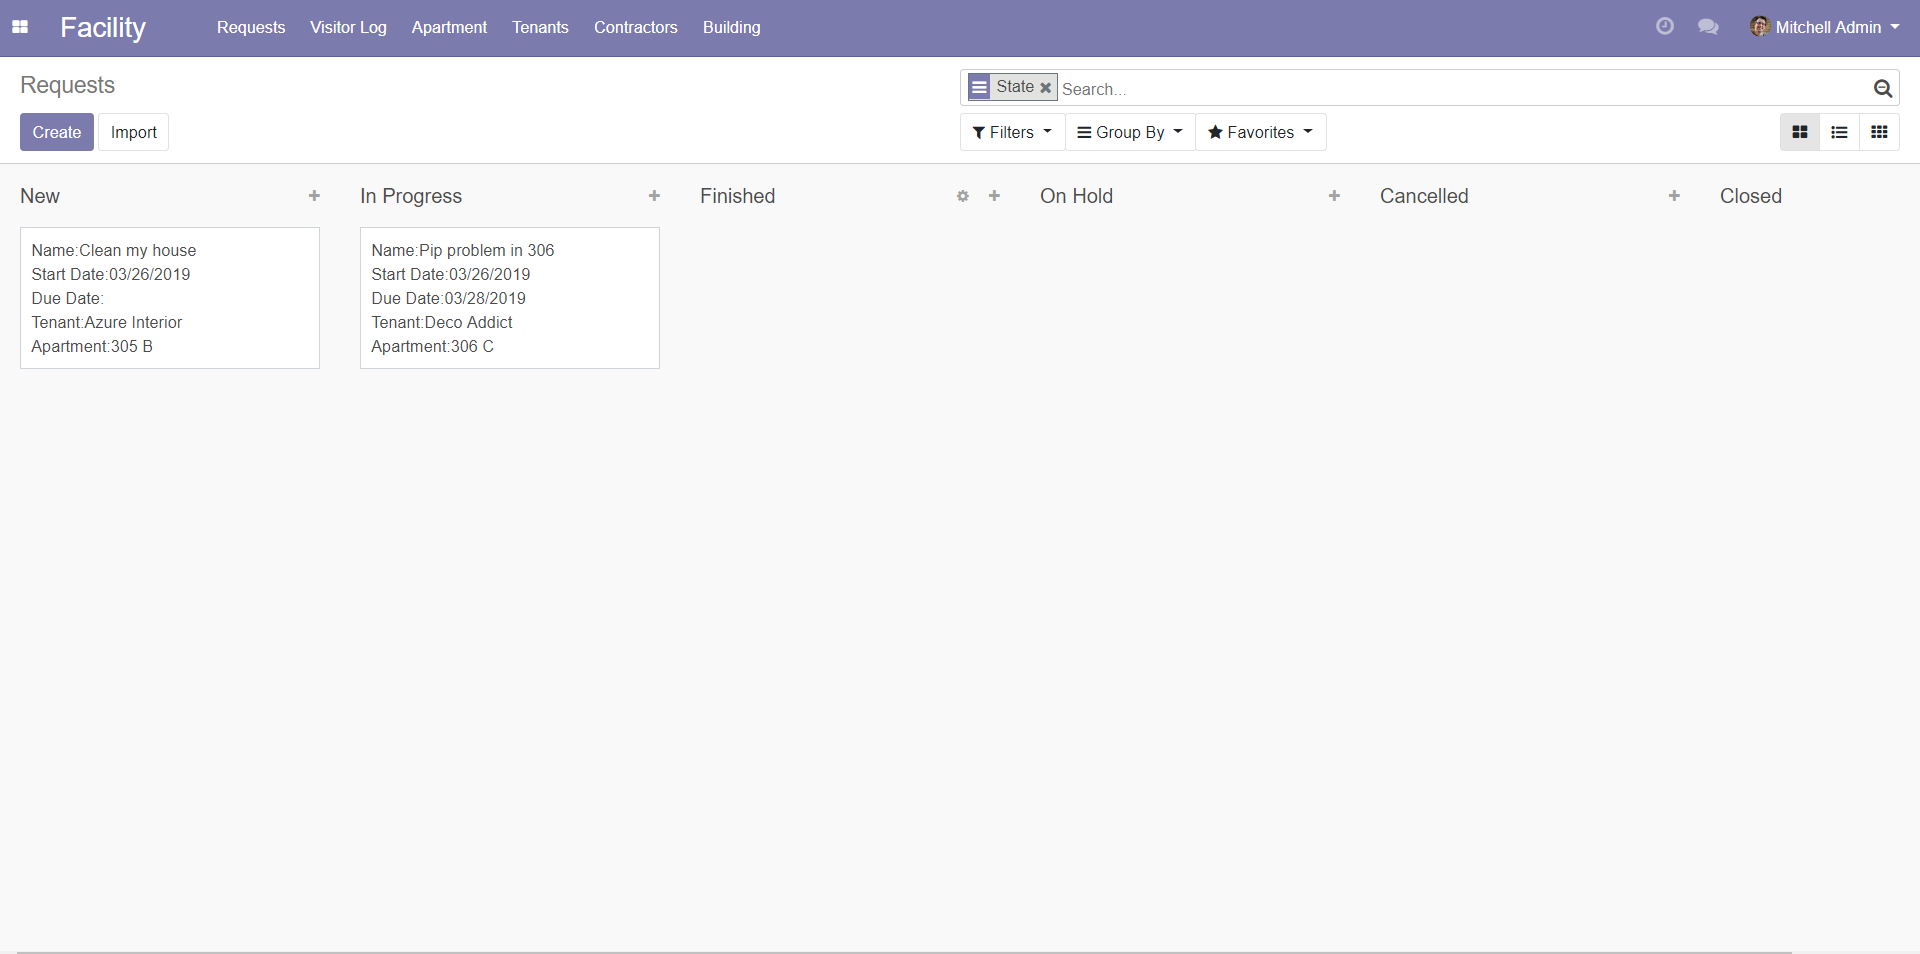 Facility Requests Visitor Log Apartment Tenants Contractors Building Mitchell Admin
Requests
State Search...
Create Import
Filters Group By Favorites
New In Progress Finished On Hold Cancelled Closed
Name:Clean my house
Start Date:03/26/2019
Due Date:
Tenant:Azure Interior
Apartment:305 B
Name:Pip problem in 306
Start Date:03/26/2019
Due Date:03/28/2019
Tenant:Deco Addict
Apartment:306 C